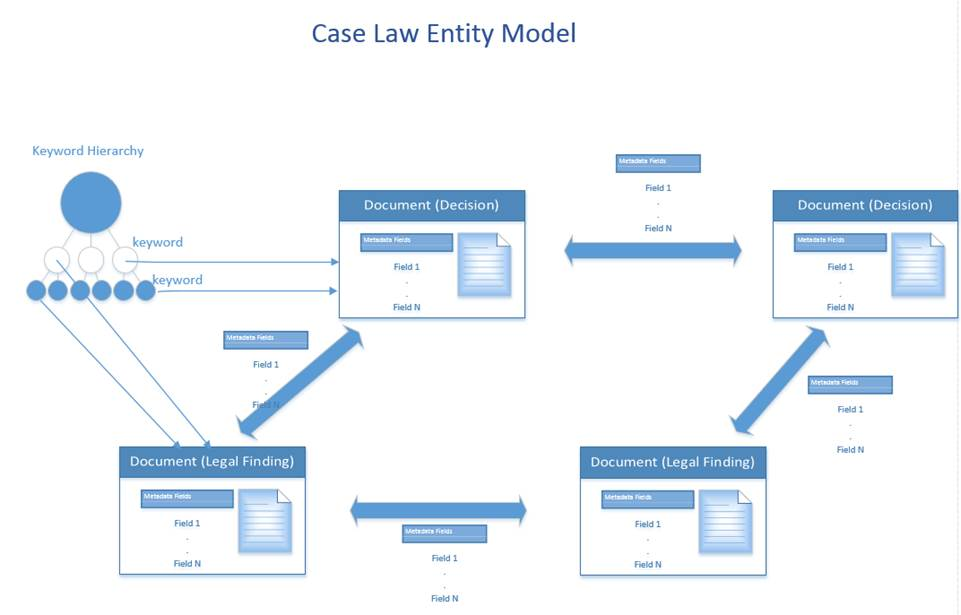 Case Law Entity Model
Keyword Hierarchy
keyword
keyword
Document (Decision)
Metadata Fields
Field 1
.
.
Field N
Metadata Fields
Field 1
.
.
Field N
Document (Decision)
Metadata Fields
Field 1
.
.
Field N
Metadata Fields
Field 1
.
.
Field N
Metadata Fields
Field 1
.
.
Field N
Document (Legal Finding)
Metadata Fields
Field 1
.
.
Field N
Metadata Fields
Field 1
.
.
Field N
Document (Legal Finding)
Metadata Fields
Field 1
.
.
Field N